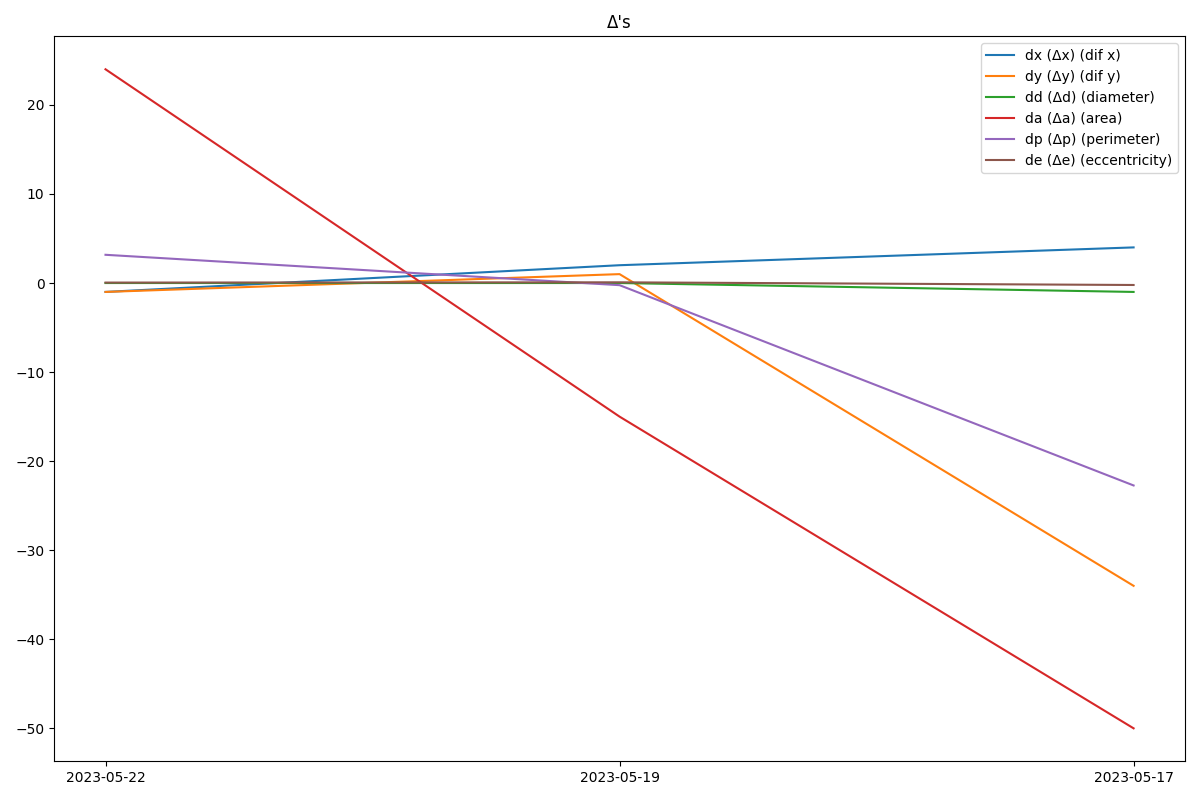 Δ's
dx (Δx) (dif x)
dy (Δy) (dif y)
dd (Δd) (diameter)
da (Δa) (area)
dp (Δp) (perimeter)
de (Δe) (eccentricity)
20
10
0
−10
−20
−30
−40
−50
2023-05-22 2023-05-19 2023-05-17